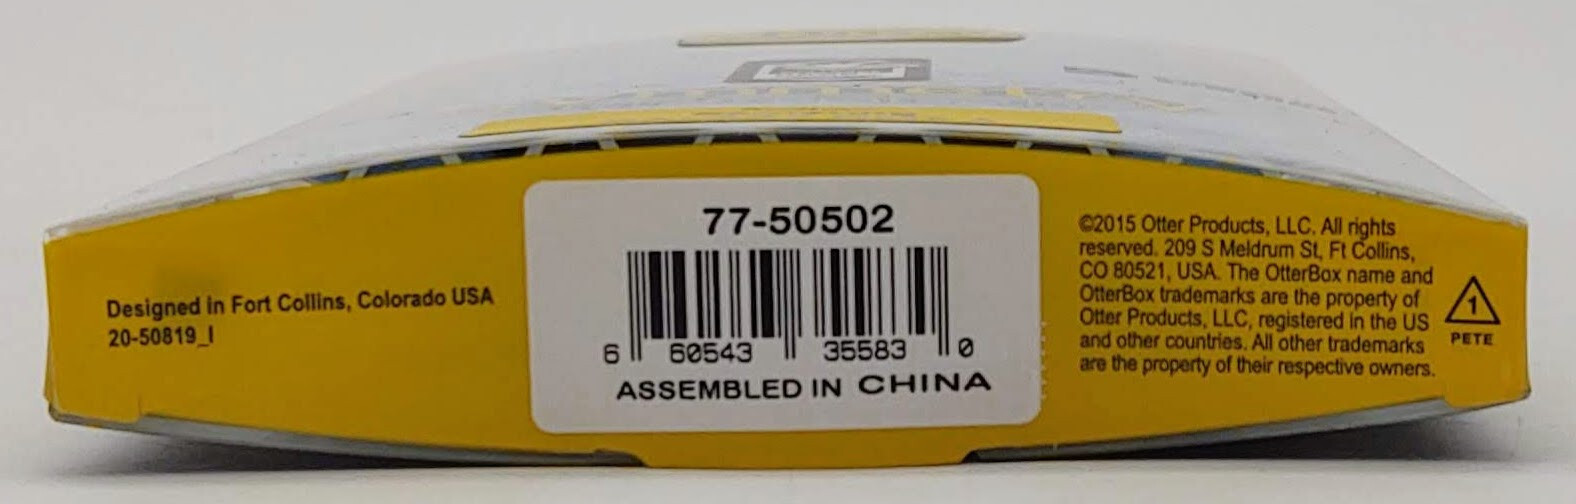 Designed in Fort Collins, Colorado USA
20-50819_I
77-50502
6 60543 35583 0
ASSEMBLED IN CHINA
©2015 Otter Products, LLC. All rights
reserved. 209 S Meldrum St, Ft Collins,
CO 80521, USA. The OtterBox name and
OtterBox trademarks are the property of
Otter Products, LLC, registered in the US
and other countries. All other trademarks
are the property of their respective owners.
1
PETE